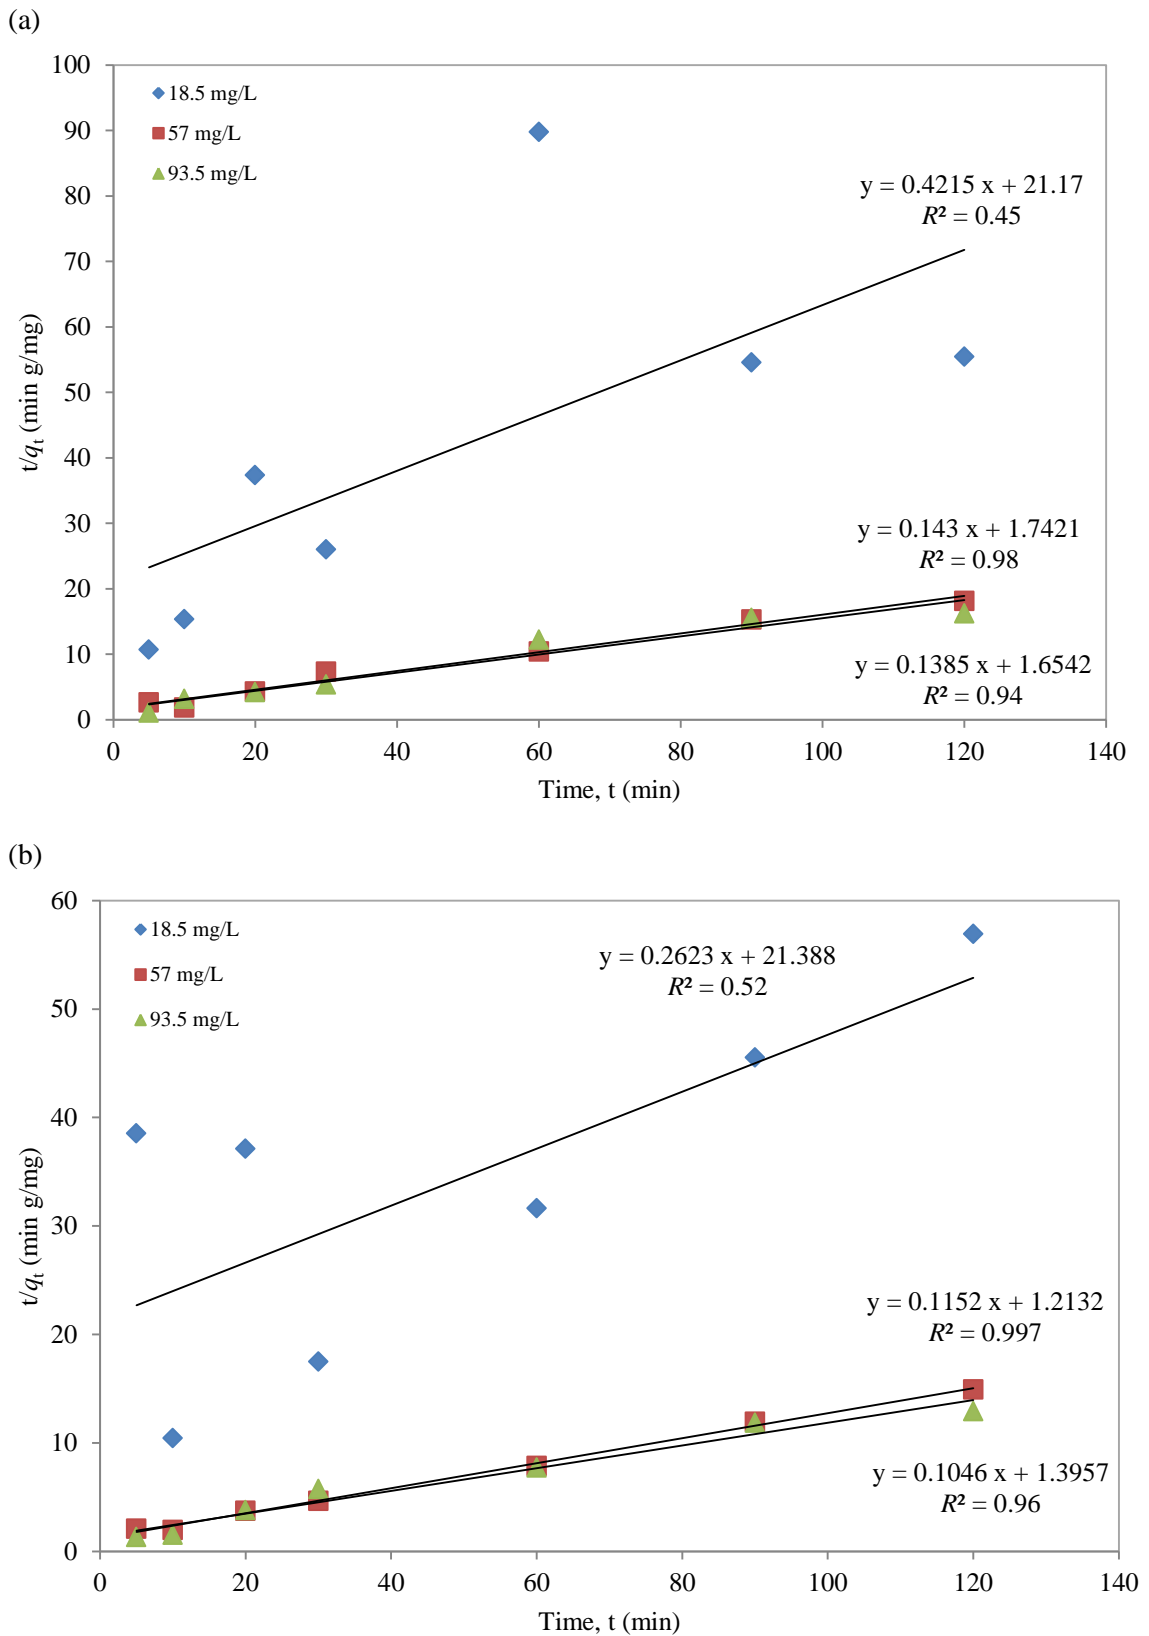 (a)
100
90
80
70
60
50
40
30
20
10
0
t/qt (min g/mg)
18.5 mg/L
57 mg/L
93.5 mg/L
y = 0.4215 x + 21.17
R² = 0.45
y = 0.143 x + 1.7421
R² = 0.98
y = 0.1385 x + 1.6542
R² = 0.94
0 20 40 60 80 100 120 140
Time, t (min)
(b)
60
50
40
30
20
10
0
t/qt (min g/mg)
18.5 mg/L
57 mg/L
93.5 mg/L
y = 0.2623 x + 21.388
R² = 0.52
y = 0.1152 x + 1.2132
R² = 0.997
y = 0.1046 x + 1.3957
R² = 0.96
0 20 40 60 80 100 120 140
Time, t (min)